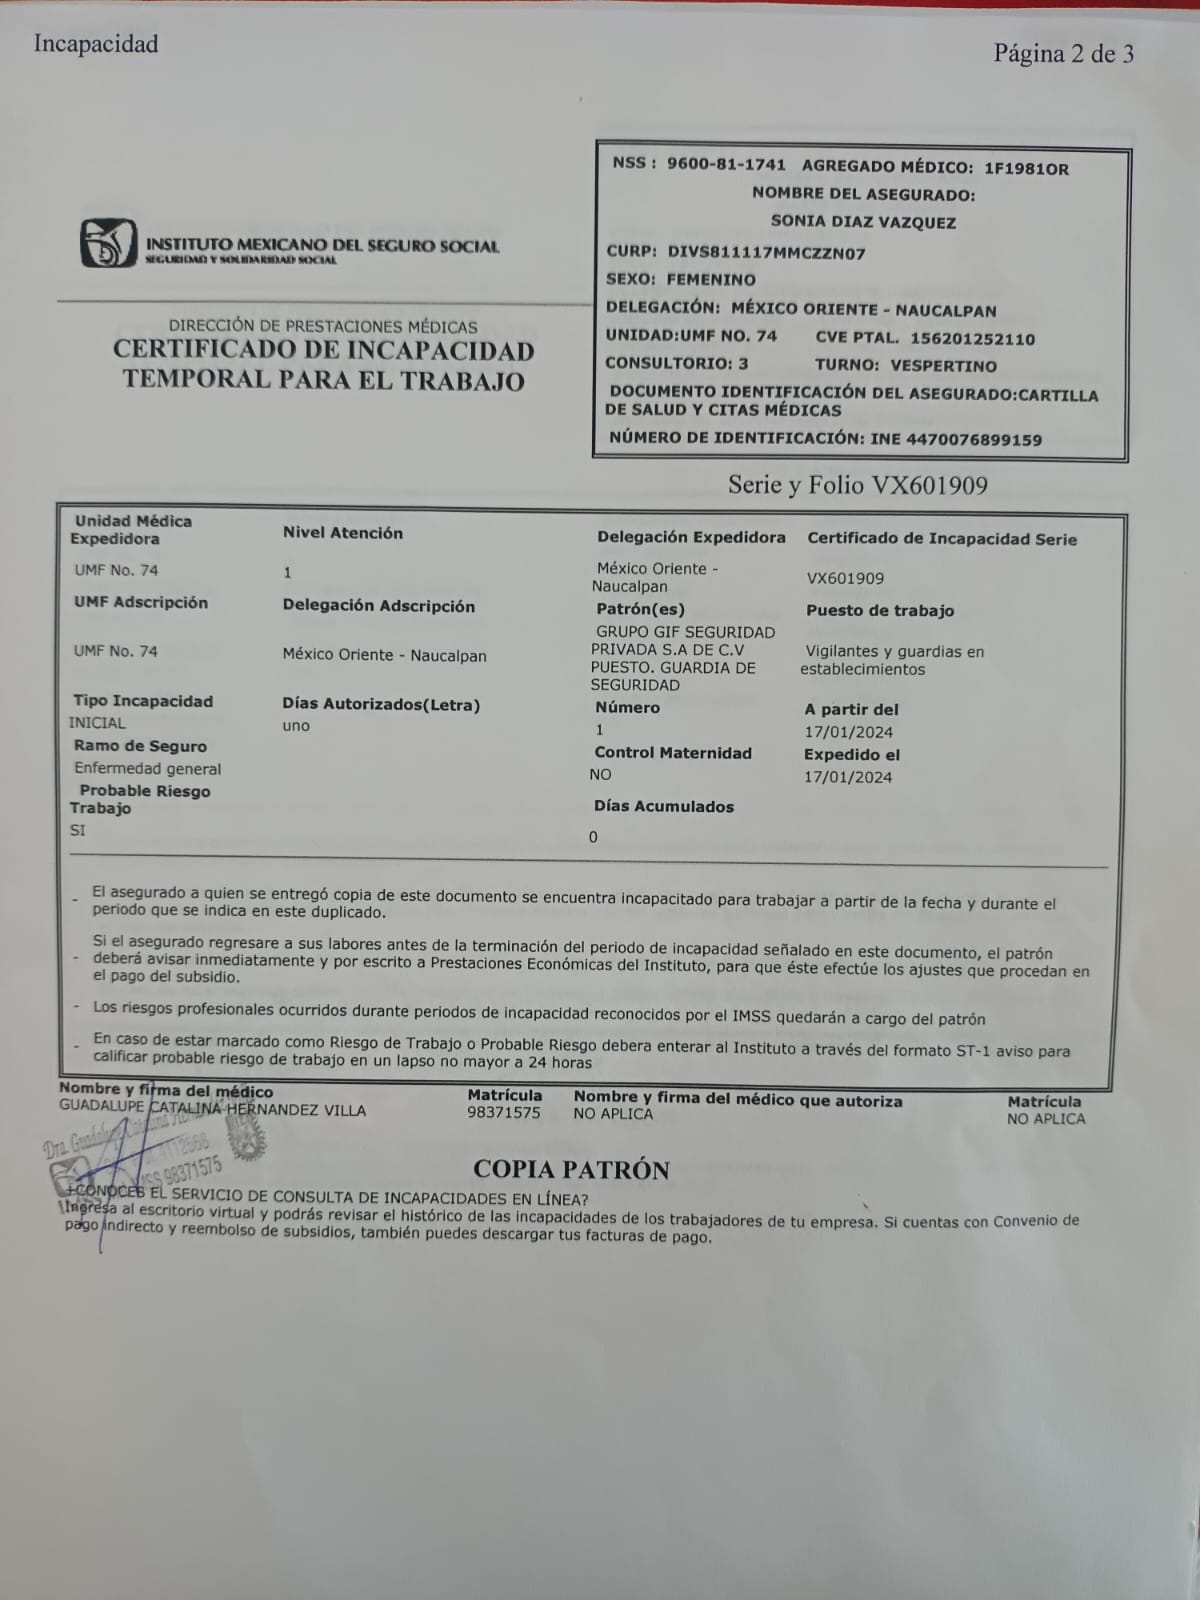 Incapacidad
Página 2 de 3
NSS : 9600-81-1741 AGREGADO MÉDICO: 1F1981OR
NOMBRE DEL ASEGURADO:
SONIA DIAZ VAZQUEZ
CURP: DIVS811117MMCZZN07
SEXO: FEMENINO
DELEGACIÓN: MÉXICO ORIENTE - NAUCALPAN
UNIDAD:UMF NO. 74 CVE PTAL. 156201252110
CONSULTORIO: 3 TURNO: VESPERTINO
DOCUMENTO IDENTIFICACIÓN DEL ASEGURADO:CARTILLA
DE SALUD Y CITAS MÉDICAS
NÚMERO DE IDENTIFICACIÓN: INE 4470076899159
INSTITUTO MEXICANO DEL SEGURO SOCIAL
SEGURIDAD Y SOLIDARIDAD SOCIAL
DIRECCIÓN DE PRESTACIONES MÉDICAS
CERTIFICADO DE INCAPACIDAD
TEMPORAL PARA EL TRABAJO
Serie y Folio VX601909
Unidad Médica
Expedidora
Nivel Atención
Delegación Expedidora
Certificado de Incapacidad Serie
UMF No. 74
1
México Oriente -
Naucalpan
VX601909
UMF Adscripción
Delegación Adscripción
Patrón(es)
Puesto de trabajo
UMF No. 74
México Oriente - Naucalpan
GRUPO GIF SEGURIDAD
PRIVADA S.A DE C.V
PUESTO. GUARDIA DE
SEGURIDAD
Vigilantes y guardias en
establecimientos
Tipo Incapacidad
Días Autorizados(Letra)
Número
A partir del
INICIAL
uno
1
17/01/2024
Ramo de Seguro
Control Maternidad
Expedido el
Enfermedad general
NO
17/01/2024
Probable Riesgo
Trabajo
Días Acumulados
SI
0
- El asegurado a quien se entregó copia de este documento se encuentra incapacitado para trabajar a partir de la fecha y durante el
periodo que se indica en este duplicado.
Si el asegurado regresare a sus labores antes de la terminación del periodo de incapacidad señalado en este documento, el patrón
- deberá avisar inmediatamente y por escrito a Prestaciones Económicas del Instituto, para que éste efectúe los ajustes que procedan en
el pago del subsidio.
- Los riesgos profesionales ocurridos durante periodos de incapacidad reconocidos por el IMSS quedarán a cargo del patrón
- En caso de estar marcado como Riesgo de Trabajo o Probable Riesgo debera enterar al Instituto a través del formato ST-1 aviso para
calificar probable riesgo de trabajo en un lapso no mayor a 24 horas
Nombre y firma del médico
Matrícula
Nombre y firma del médico que autoriza
Matrícula
GUADALUPE CATALINA HERNANDEZ VILLA
98371575
NO APLICA
NO APLICA
Dra. Guadalupe
98371575
COPIA PATRÓN
¿CONOCES EL SERVICIO DE CONSULTA DE INCAPACIDADES EN LÍNEA?
Ingresa al escritorio virtual y podrás revisar el histórico de las incapacidades de los trabajadores de tu empresa. Si cuentas con Convenio de
pago indirecto y reembolso de subsidios, también puedes descargar tus facturas de pago.